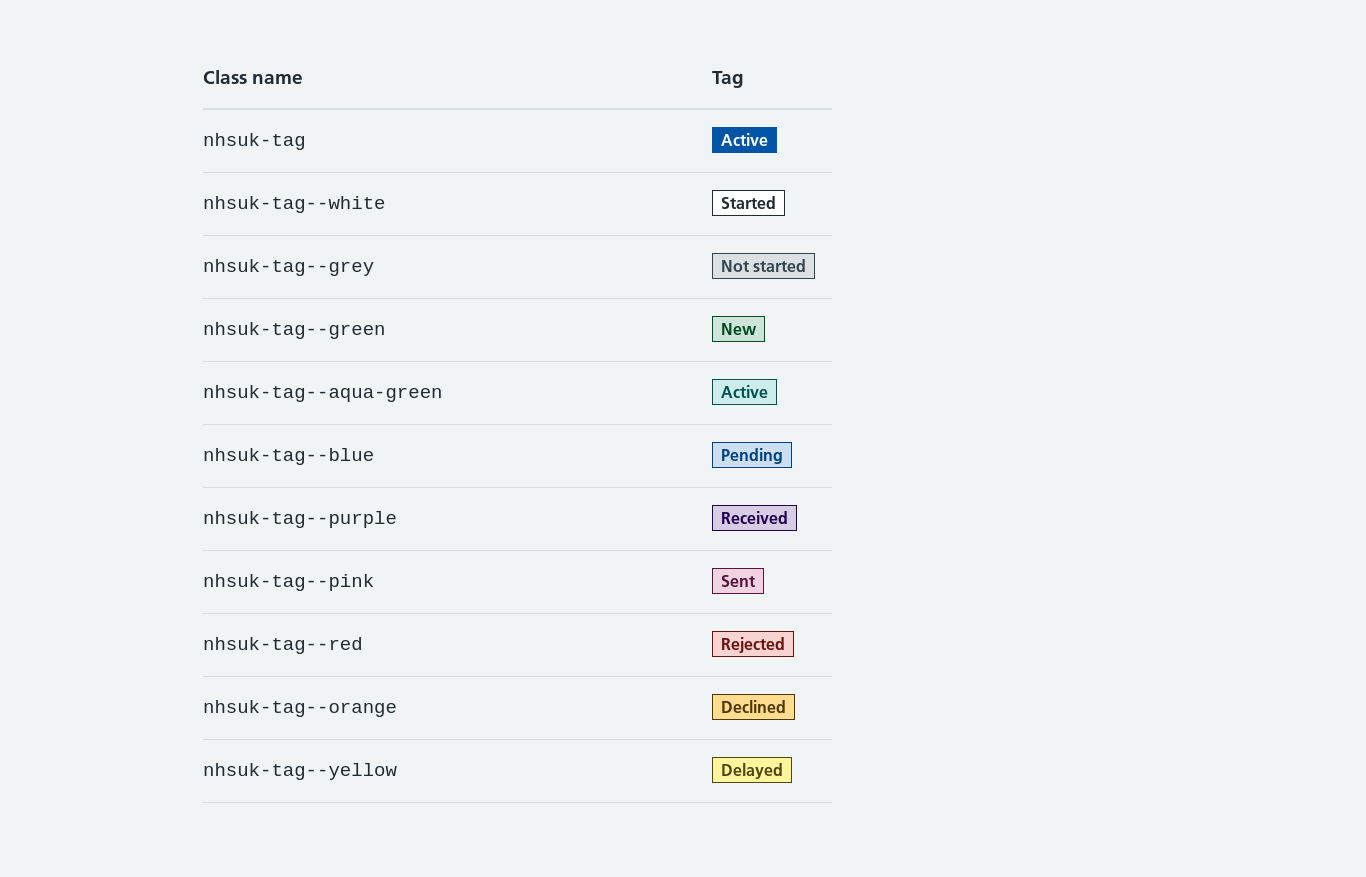 Class name Tag
nhsuk-tag Active
nhsuk-tag--white Started
nhsuk-tag--grey Not started
nhsuk-tag--green New
nhsuk-tag--aqua-green Active
nhsuk-tag--blue Pending
nhsuk-tag--purple Received
nhsuk-tag--pink Sent
nhsuk-tag--red Rejected
nhsuk-tag--orange Declined
nhsuk-tag--yellow Delayed